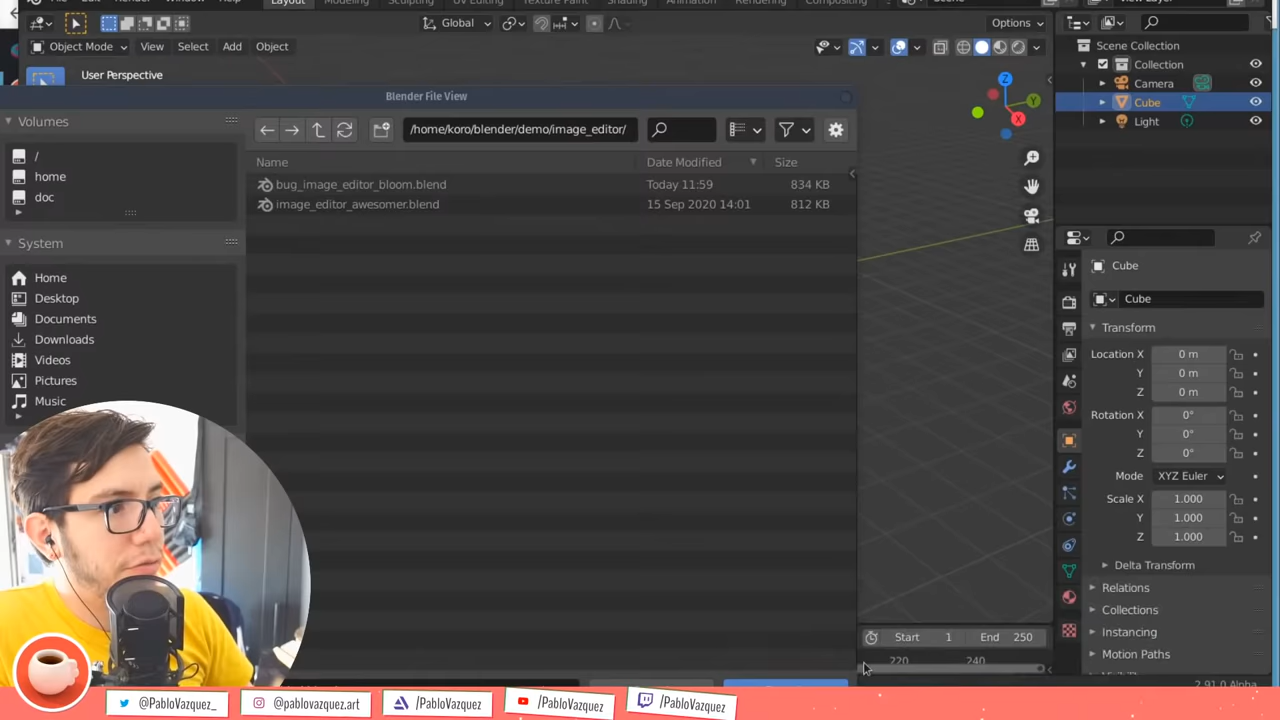 Layout
Modeling
Sculpting
UV Editing
Texture Paint
Shading
Animation
Rendering
Compositing
Global
Options
Object Mode
View
Select
Add
Object
User Perspective
Scene Collection
Collection
Camera
Cube
Light
Z
Y
X
Blender File View
Volumes
/home/koro/blender/demo/image_editor/
/
home
doc
Name
Date Modified
Size
bug_image_editor_bloom.blend
Today 11:59
834 KB
image_editor_awesomer.blend
15 Sep 2020 14:01
812 KB
System
Home
Desktop
Documents
Downloads
Videos
Pictures
Music
Cube
Cube
Transform
Location X
0 m
Y
0 m
Z
0 m
Rotation X
0°
Y
0°
Z
0°
Mode
XYZ Euler
Scale X
1.000
Y
1.000
Z
1.000
Delta Transform
Relations
Collections
Instancing
Motion Paths
Start 1
End 250
220
240
2.91.0 Alpha
@PabloVazquez_
@pablovazquez.art
/PabloVazquez
/PabloVazquez
/PabloVazquez